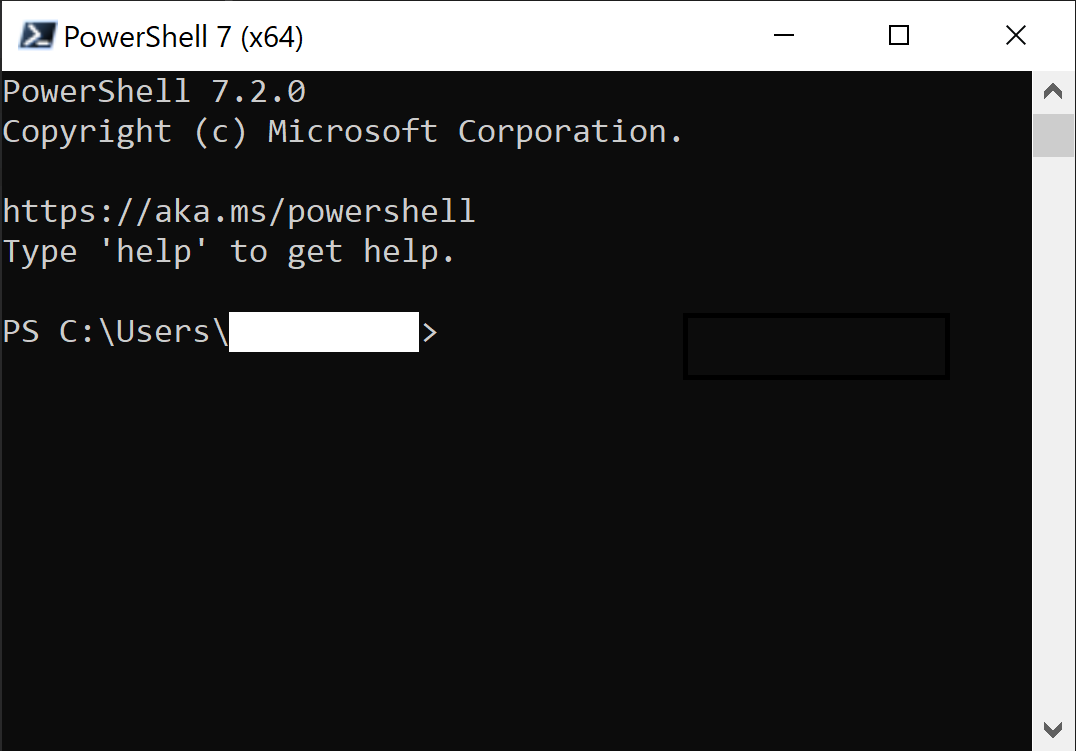 PowerShell 7 (x64)
PowerShell 7.2.0
Copyright (c) Microsoft Corporation.
https://aka.ms/powershell
Type 'help' to get help.
PS C:\Users\ >